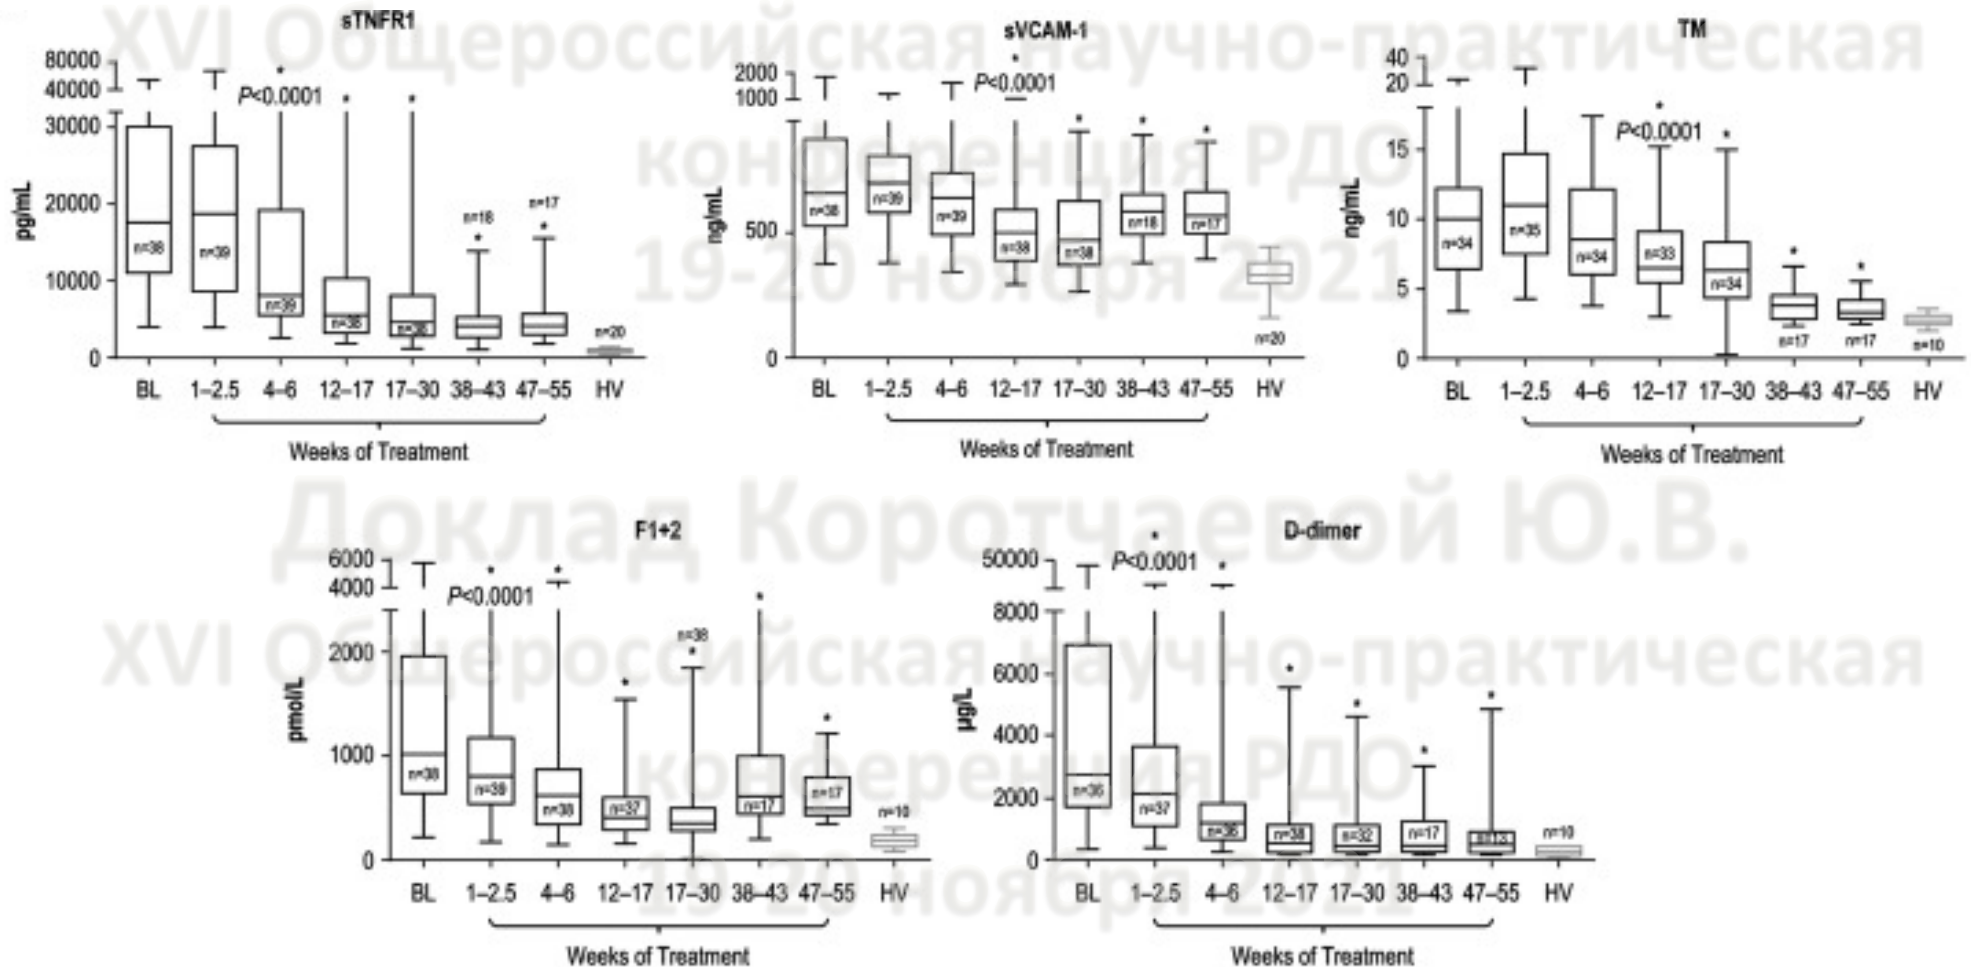 XVI Общероссийская научно-практическая
конференция РДО
19-20 ноября 2021
Доклад Коротчаевой Ю.В.
XVI Общероссийская научно-практическая
конференция РДО
19-20 ноября 2021
sTNFR1
80000
40000
30000
20000
10000
0
pg/mL
* P<0.0001
*
*
*
*
n=38
n=39
n=39
n=38
n=38
n=18
n=17
n=20
BL 1–2.5 4–6 12–17 17–30 38–43 47–55 HV
Weeks of Treatment
sVCAM-1
2000
1000
500
0
ng/mL
* P<0.0001
*
*
*
n=38
n=39
n=39
n=38
n=38
n=18
n=17
n=20
BL 1–2.5 4–6 12–17 17–30 38–43 47–55 HV
Weeks of Treatment
TM
40
20
15
10
5
0
ng/mL
* P<0.0001
*
*
*
n=34
n=35
n=34
n=33
n=34
n=17
n=17
n=10
BL 1–2.5 4–6 12–17 17–30 38–43 47–55 HV
Weeks of Treatment
F1+2
6000
4000
2000
1000
0
pmol/L
* P<0.0001
*
*
*
*
*
n=38
n=39
n=38
n=37
n=38
n=17
n=17
n=10
BL 1–2.5 4–6 12–17 17–30 38–43 47–55 HV
Weeks of Treatment
D-dimer
50000
8000
6000
4000
2000
0
µg/L
* P<0.0001
*
*
*
*
*
n=36
n=37
n=36
n=38
n=32
n=17
n=13
n=10
BL 1–2.5 4–6 12–17 17–30 38–43 47–55 HV
Weeks of Treatment